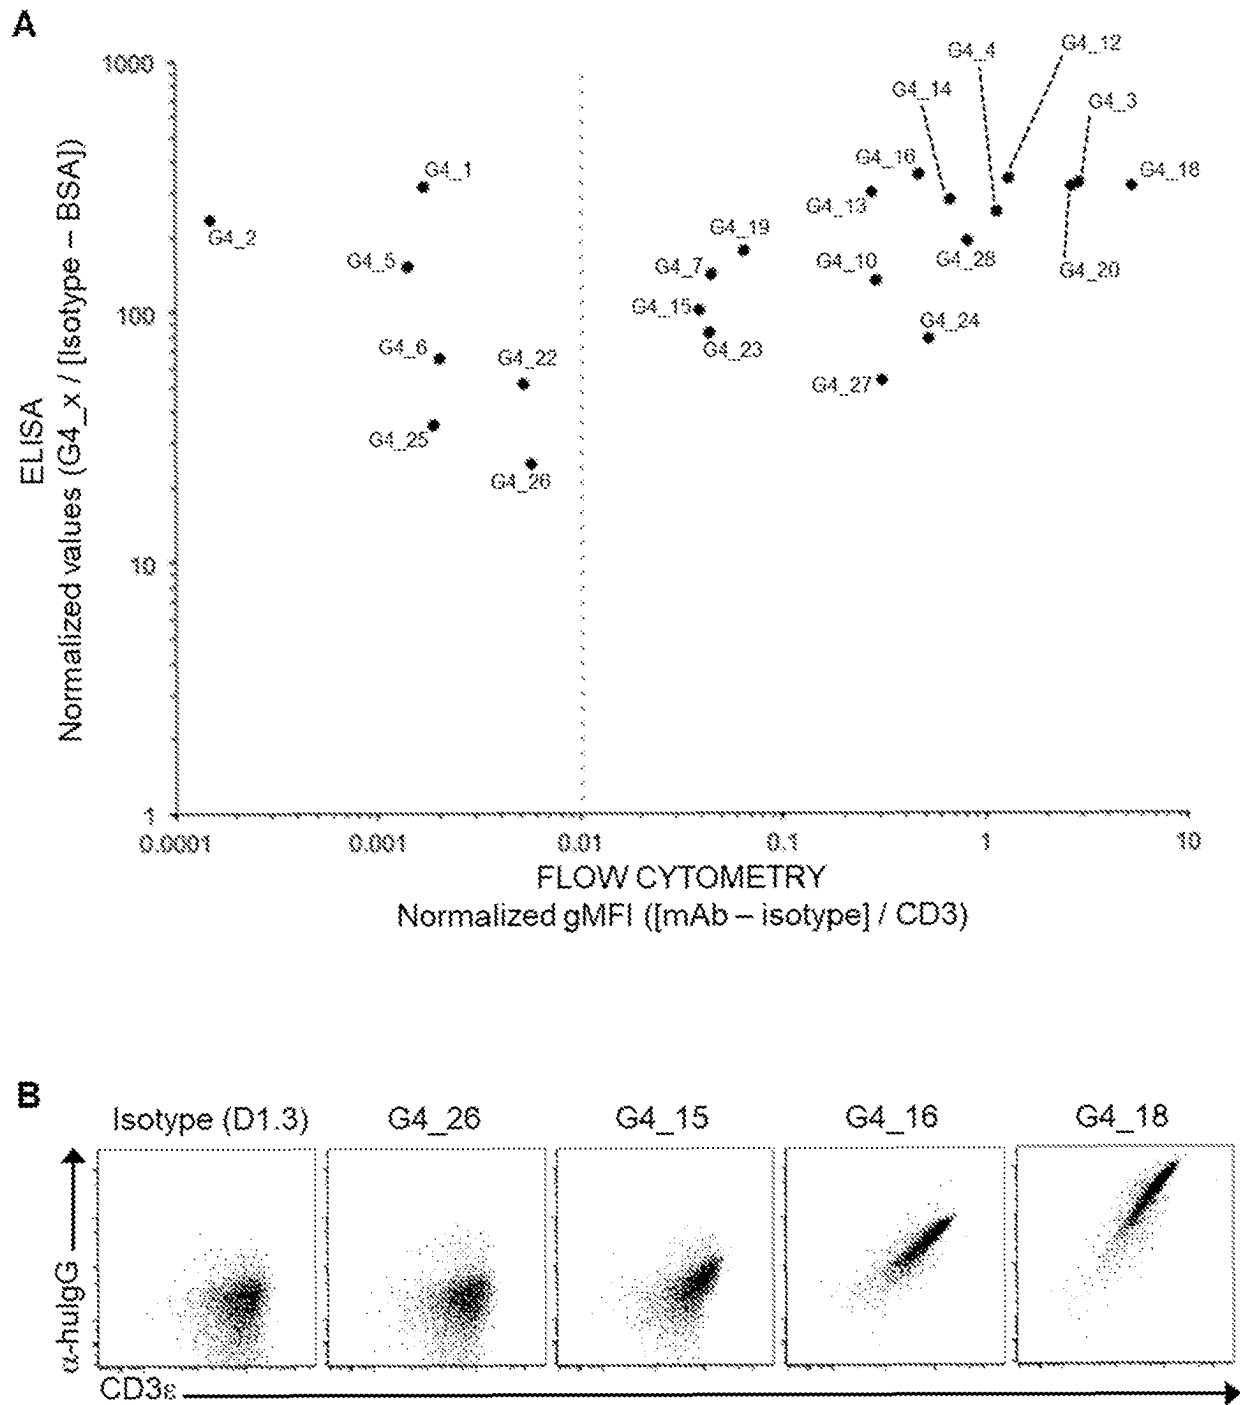 A
1000
100
10
1
ELISA
Normalized values (G4_x / [Isotype – BSA])
G4_4
G4_12
G4_14
G4_3
G4_16
G4_18
G4_1
G4_13
G4_2
G4_19
G4_5
G4_7
G4_10
G4_28
G4_20
G4_15
G4_24
G4_6
G4_22
G4_23
G4_27
G4_25
G4_26
0.0001 0.001 0.01 0.1 1 10
FLOW CYTOMETRY
Normalized gMFI ([mAb – isotype] / CD3)
B
Isotype (D1.3) G4_26 G4_15 G4_16 G4_18
α-huIgG
CD3ε